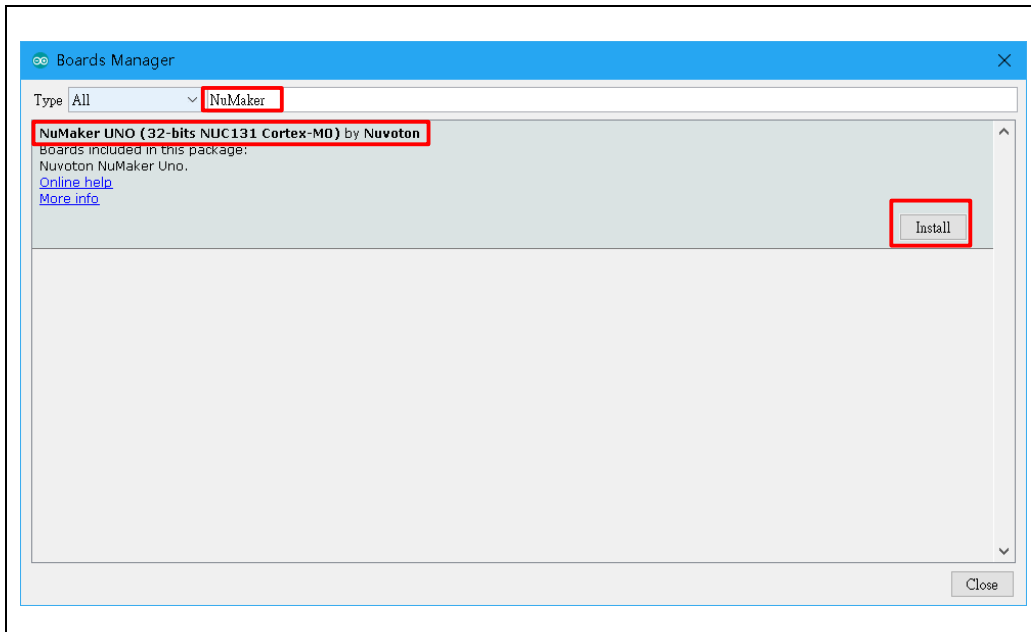 Boards Manager
Type All NuMaker
NuMaker UNO (32-bits NUC131 Cortex-M0) by Nuvoton
Boards included in this package:
Nuvoton NuMaker Uno.
Online help
More info
Install
Close